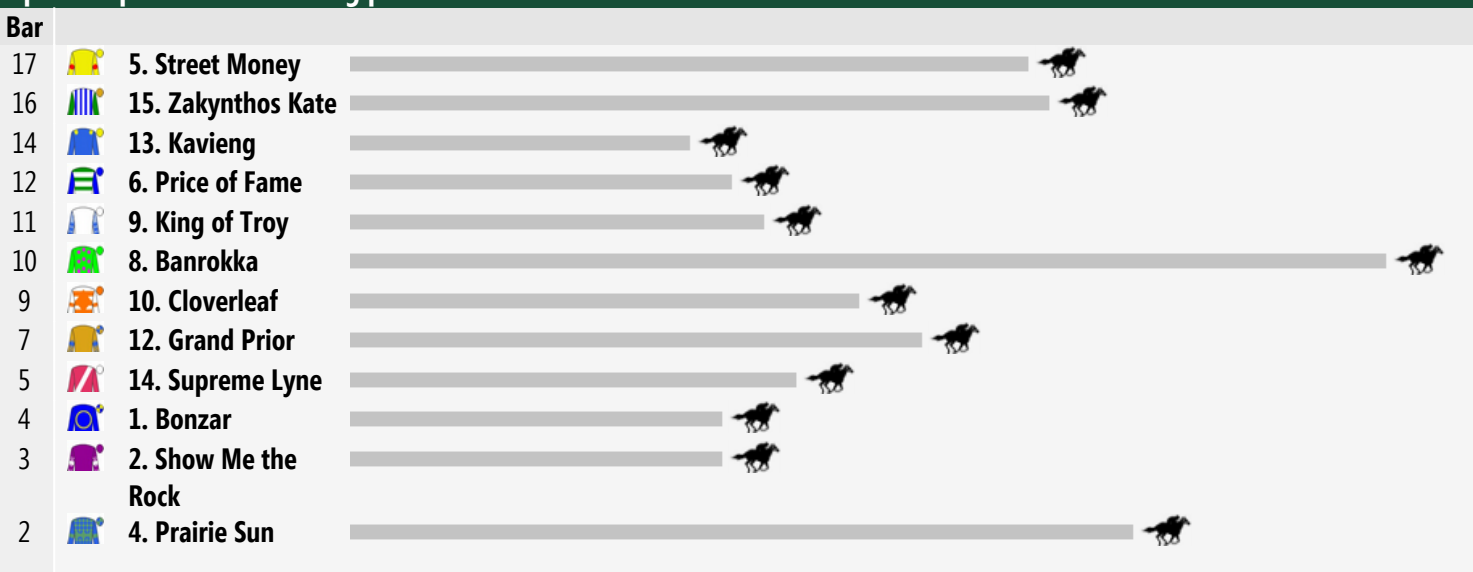 Bar
17 5. Street Money
16 15. Zakynthos Kate
14 13. Kavieng
12 6. Price of Fame
11 9. King of Troy
10 8. Banrokka
9 10. Cloverleaf
7 12. Grand Prior
5 14. Supreme Lyne
4 1. Bonzar
3 2. Show Me the
Rock
2 4. Prairie Sun